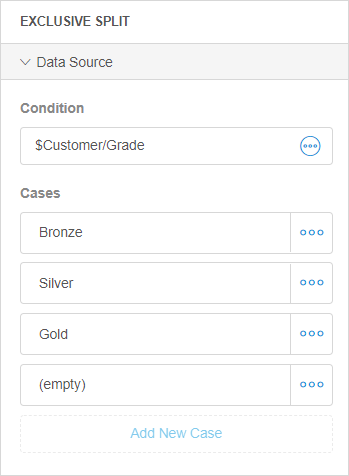 EXCLUSIVE SPLIT
Data Source
Condition
$Customer/Grade
Cases
Bronze
Silver
Gold
(empty)
Add New Case